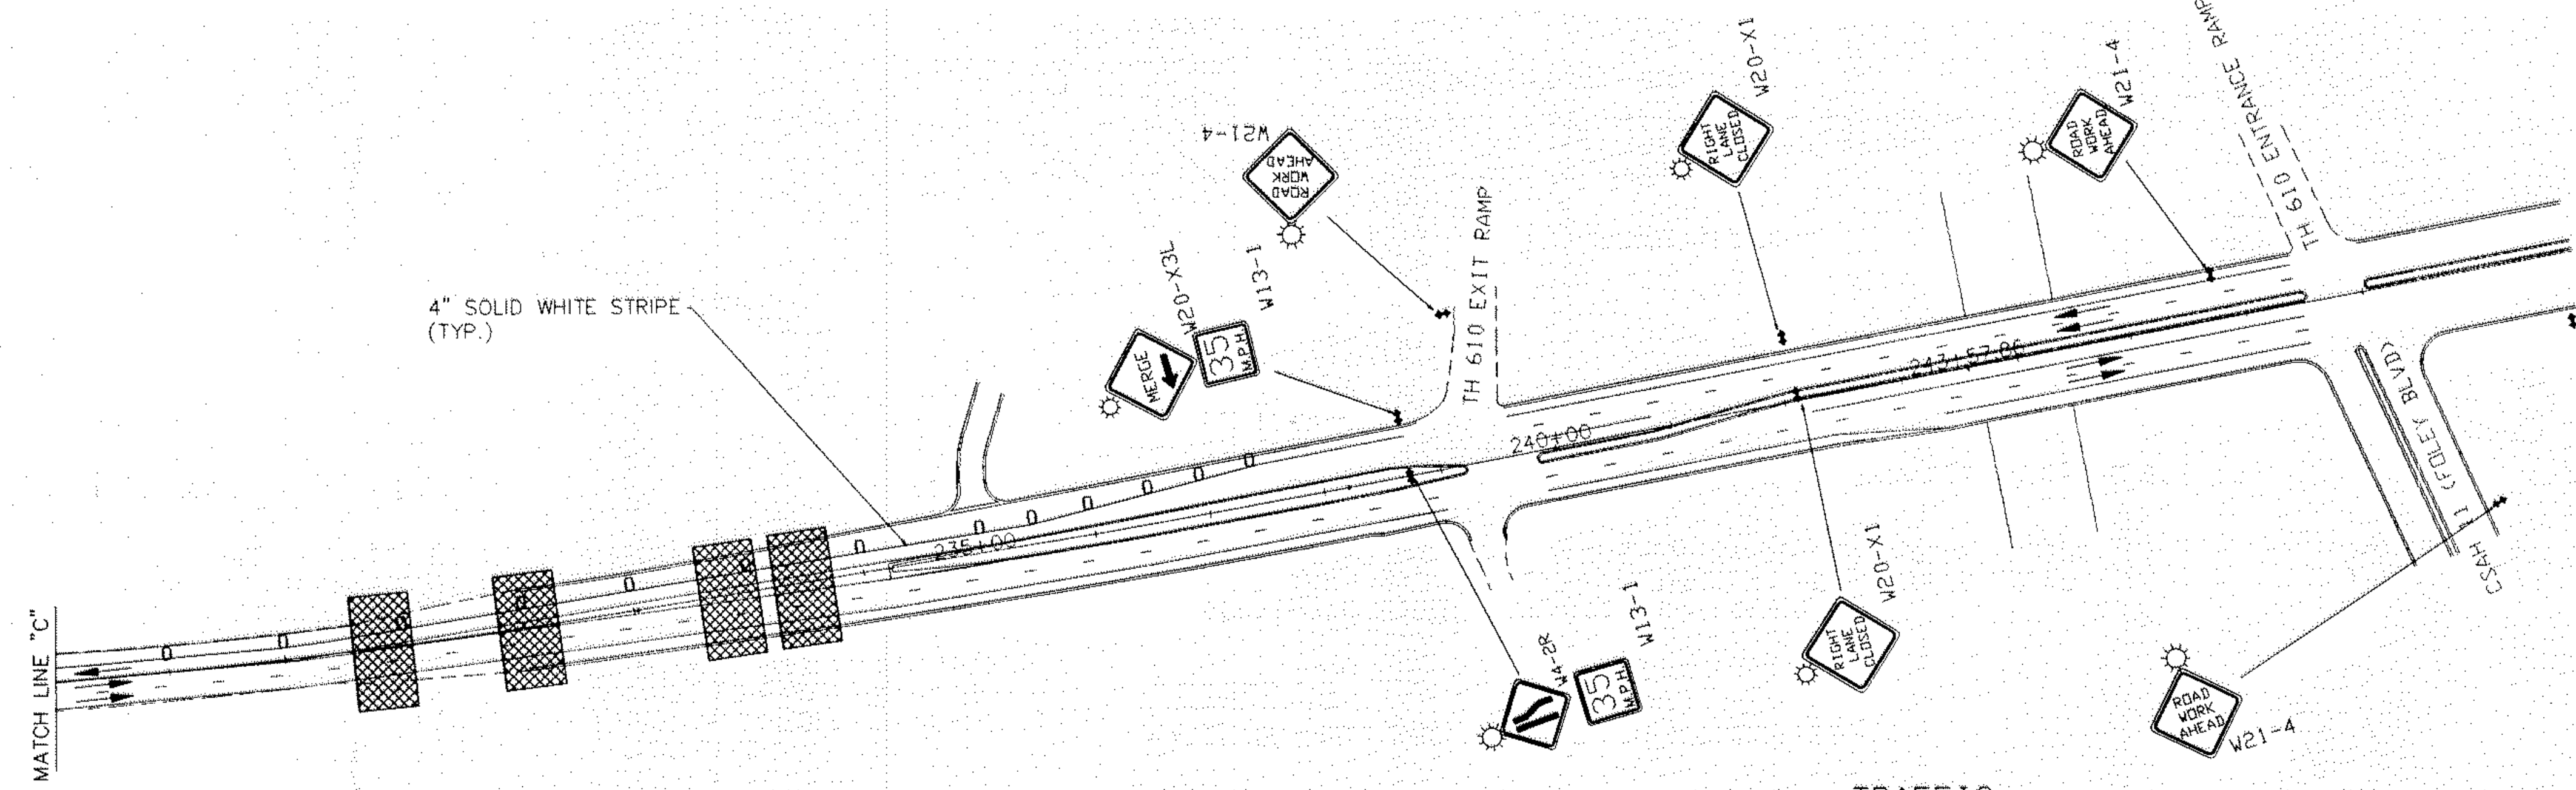 MATCH LINE "C"
4" SOLID WHITE STRIPE
(TYP.)
235+00
MERGE
W20-X3L
35
M.P.H.
W13-1
ROAD
WORK
AHEAD
W21-4
TH 610 EXIT RAMP
240+00
W4-2R
35
M.P.H.
W13-1
RIGHT
LANE
CLOSED
W20-X1
RIGHT
LANE
CLOSED
W20-X1
243+57.86
ROAD
WORK
AHEAD
W21-4
TH 610 ENTRANCE RAMP
CSAH 11 (FOLEY BLVD)
ROAD
WORK
AHEAD
W21-4